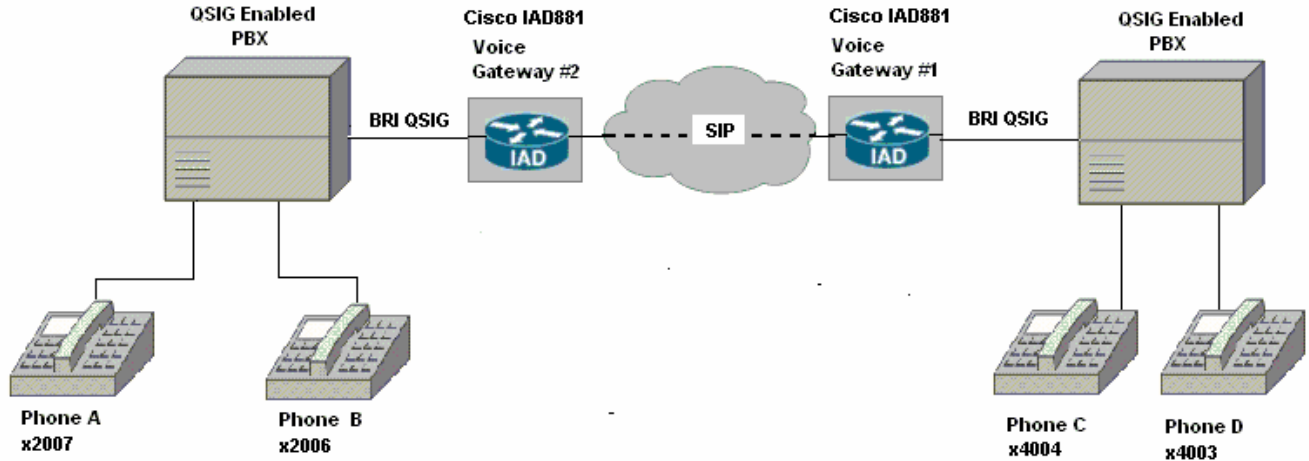 QSIG Enabled
PBX
Cisco IAD881
Voice
Gateway #2
Cisco IAD881
Voice
Gateway #1
QSIG Enabled
PBX
BRI QSIG
IAD
SIP
IAD
BRI QSIG
Phone A
x2007
Phone B
x2006
Phone C
x4004
Phone D
x4003